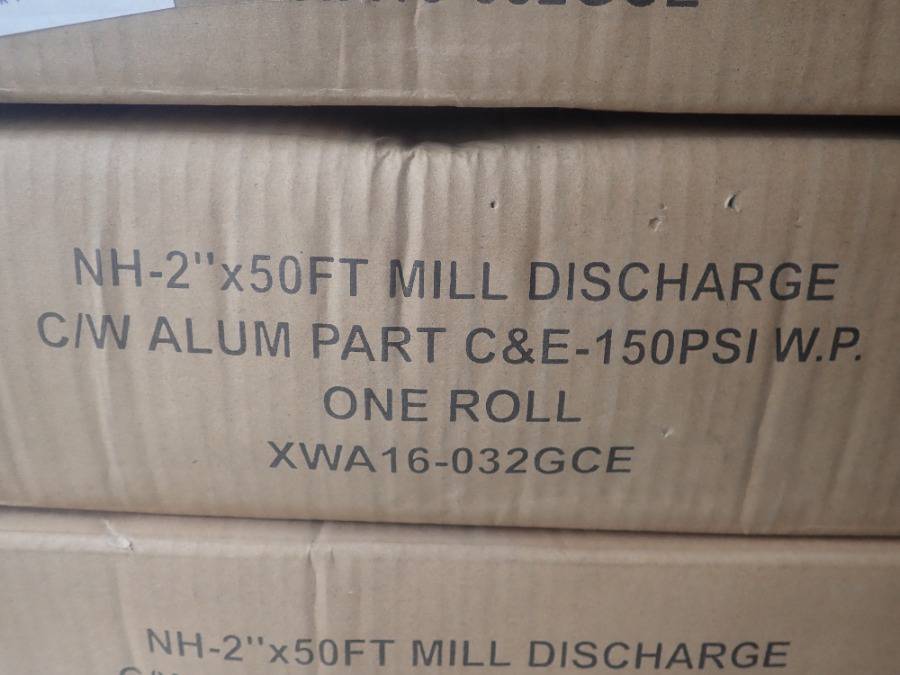 NH-2"x50FT MILL DISCHARGE
C/W ALUM PART C&E-150PSI W.P.
ONE ROLL
XWA16-032GCE
NH-2"x50FT MILL DISCHARGE